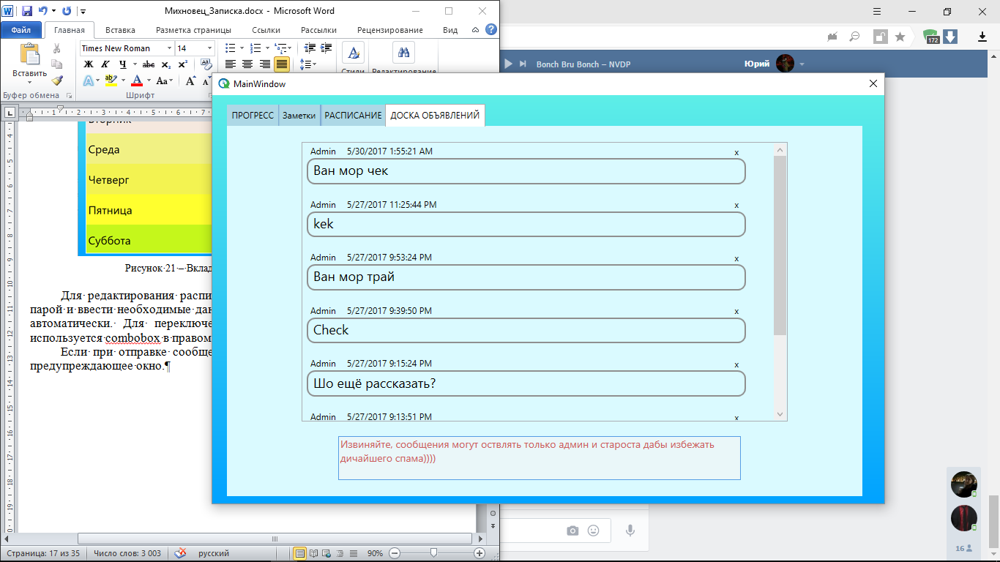 Михновец_Записка.docx - Microsoft Word
Файл Главная Вставка Разметка страницы Ссылки Рассылки Рецензирование Вид
Times New Roman 14
Вставить
Ж К Ч abc x₂ x²
Aa
Редактирование
Буфер обмена Шрифт
Bonch Bru Bonch – NVDP Юрий
172
Среда
Четверг
Пятница
Суббота
Рисунок·21·–·Вклад
Для·редактирования·распи
парой·и·ввести·необходимые·дан
автоматически.· Для· переключе
используется·combobox·в·правом
Если· при· отправке· сообще
предупреждающее·окно.¶
MainWindow
ПРОГРЕСС Заметки РАСПИСАНИЕ ДОСКА ОБЪЯВЛЕНИЙ
Admin 5/30/2017 1:55:21 AM x
Ван мор чек
Admin 5/27/2017 11:25:44 PM x
kek
Admin 5/27/2017 9:53:24 PM x
Ван мор трай
Admin 5/27/2017 9:39:50 PM x
Check
Admin 5/27/2017 9:15:24 PM x
Шо ещё рассказать?
Admin 5/27/2017 9:13:51 PM x
Извиняйте, сообщения могут оствлять только админ и староста дабы избежать
дичайшего спама))))
16
Страница: 17 из 35 Число слов: 3 003 русский 90%